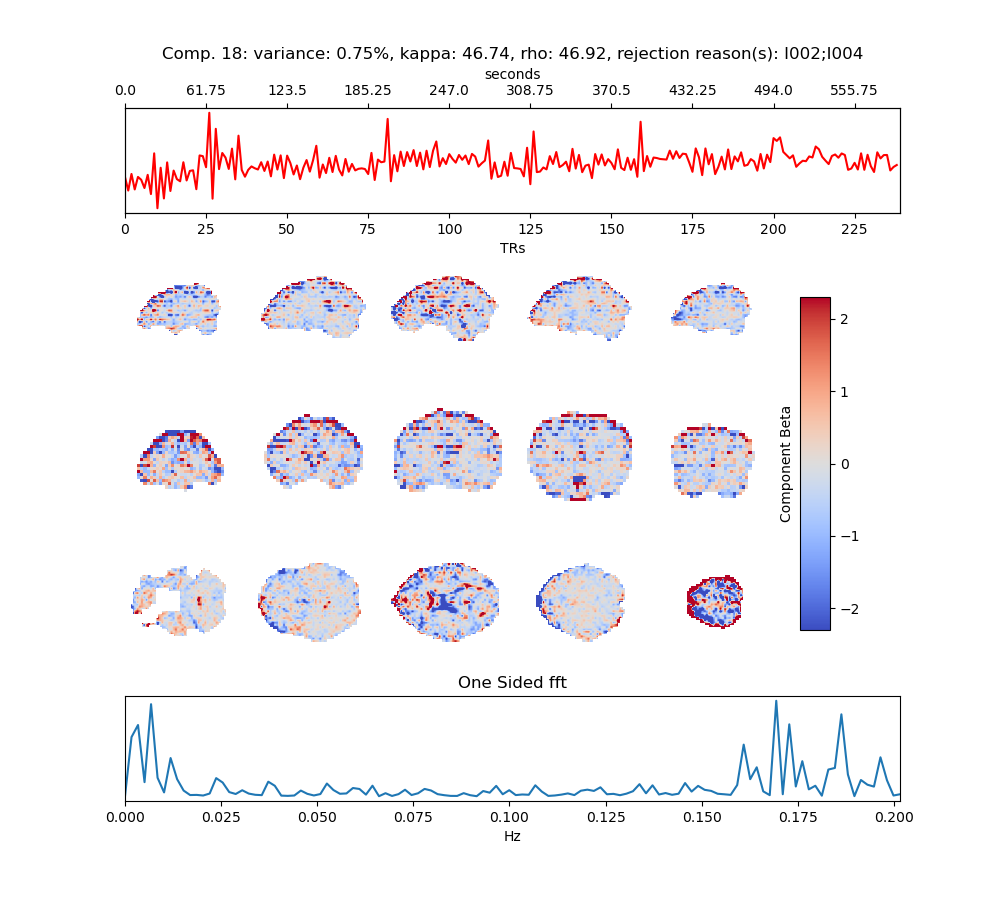 Comp. 18: variance: 0.75%, kappa: 46.74, rho: 46.92, rejection reason(s): I002;I004
seconds
0.0 61.75 123.5 185.25 247.0 308.75 370.5 432.25 494.0 555.75
0 25 50 75 100 125 150 175 200 225
TRs
2
1
0
−1
−2
Component Beta
One Sided fft
0.000 0.025 0.050 0.075 0.100 0.125 0.150 0.175 0.200
Hz